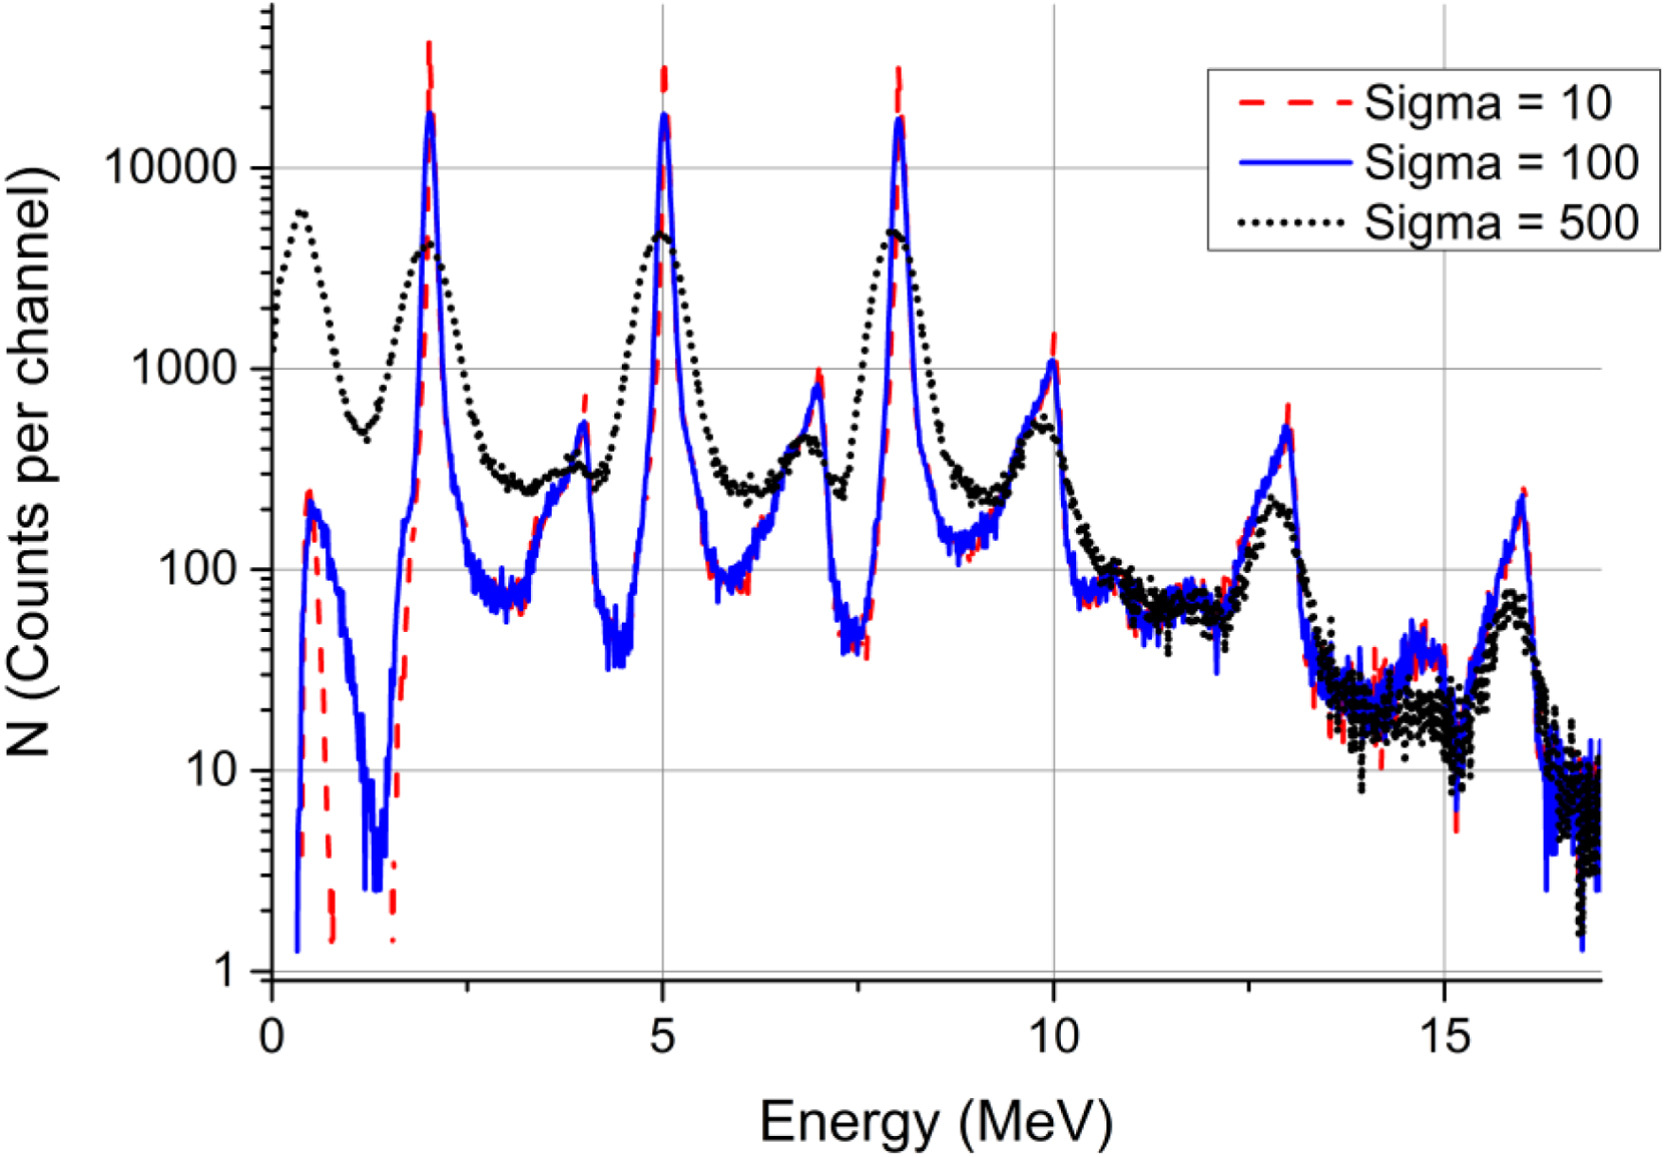 Sigma = 10
Sigma = 100
Sigma = 500
N (Counts per channel)
10000
1000
100
10
1
0 5 10 15
Energy (MeV)